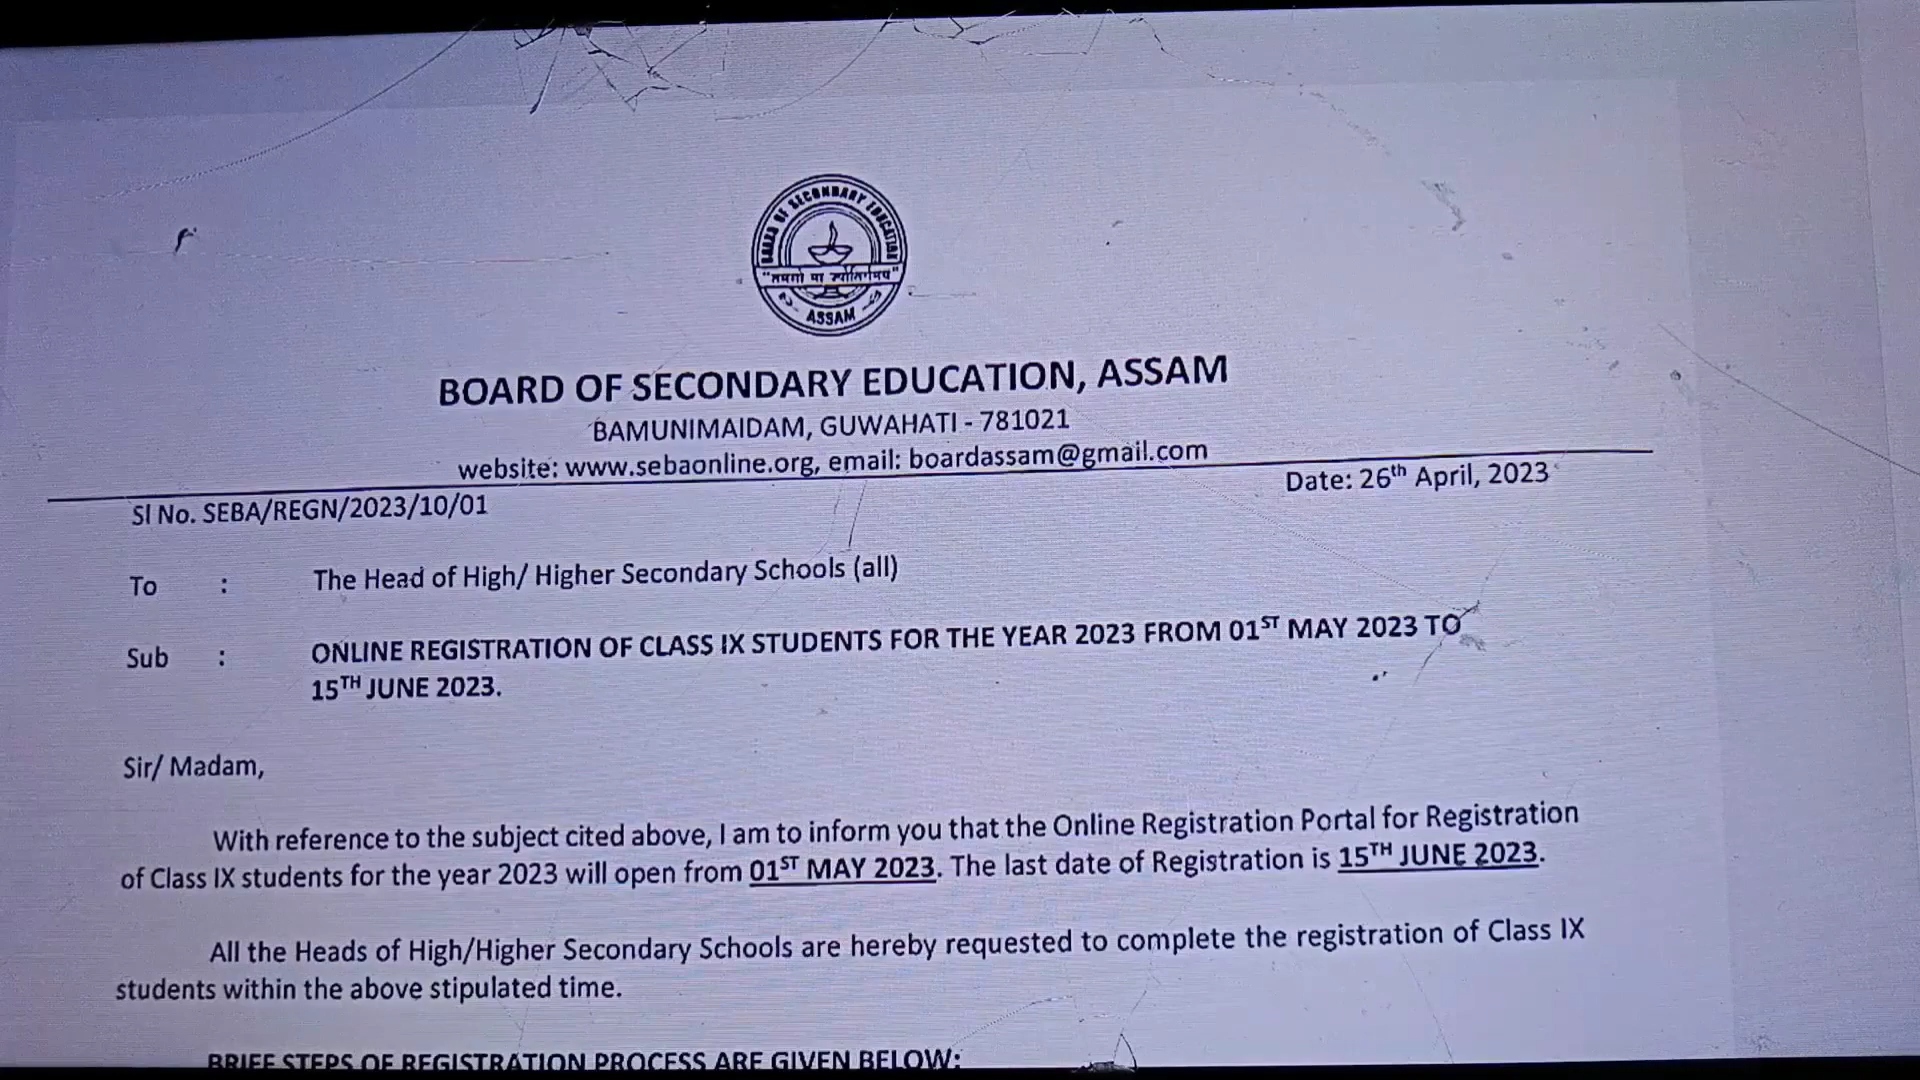 BOARD OF SECONDARY EDUCATION
"तमसो मा ज्योतिर्गमय"
ASSAM
BOARD OF SECONDARY EDUCATION, ASSAM
BAMUNIMAIDAM, GUWAHATI - 781021
website: www.sebaonline.org, email: boardassam@gmail.com
Sl No. SEBA/REGN/2023/10/01 Date: 26th April, 2023
To : The Head of High/ Higher Secondary Schools (all)
Sub : ONLINE REGISTRATION OF CLASS IX STUDENTS FOR THE YEAR 2023 FROM 01ST MAY 2023 TO
15TH JUNE 2023.
Sir/ Madam,
With reference to the subject cited above, I am to inform you that the Online Registration Portal for Registration
of Class IX students for the year 2023 will open from 01ST MAY 2023. The last date of Registration is 15TH JUNE 2023.
All the Heads of High/Higher Secondary Schools are hereby requested to complete the registration of Class IX
students within the above stipulated time.
BRIEF STEPS OF REGISTRATION PROCESS ARE GIVEN BELOW: